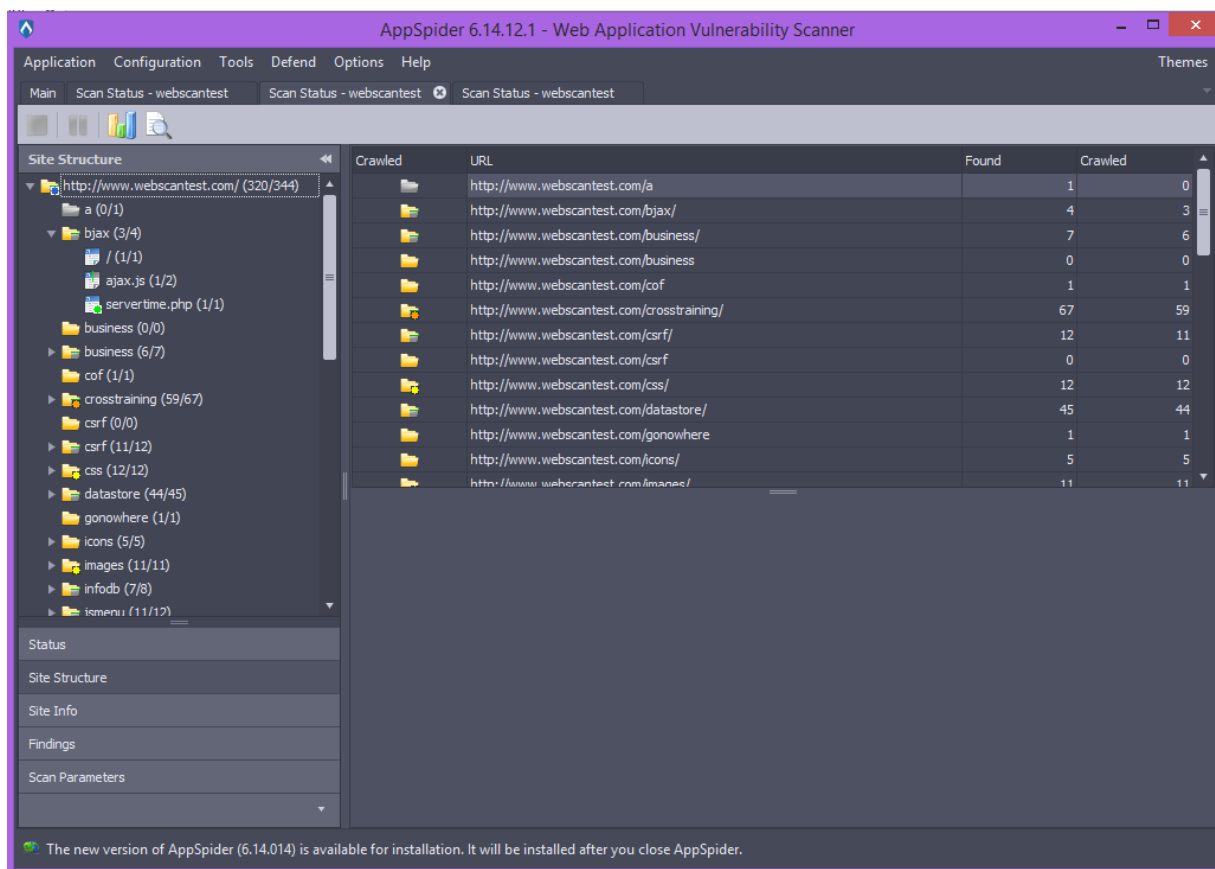 AppSpider 6.14.12.1 - Web Application Vulnerability Scanner
Application Configuration Tools Defend Options Help Themes
Main Scan Status - webscantest Scan Status - webscantest Scan Status - webscantest
Site Structure
http://www.webscantest.com/ (320/344)
a (0/1)
bjax (3/4)
/ (1/1)
ajax.js (1/2)
servertime.php (1/1)
business (0/0)
business (6/7)
cof (1/1)
crosstraining (59/67)
csrf (0/0)
csrf (11/12)
css (12/12)
datastore (44/45)
gonowhere (1/1)
icons (5/5)
images (11/11)
infodb (7/8)
jsmenu (11/12)
Status
Site Structure
Site Info
Findings
Scan Parameters
Crawled URL Found Crawled
http://www.webscantest.com/a 1 0
http://www.webscantest.com/bjax/ 4 3
http://www.webscantest.com/business/ 7 6
http://www.webscantest.com/business 0 0
http://www.webscantest.com/cof 1 1
http://www.webscantest.com/crosstraining/ 67 59
http://www.webscantest.com/csrf/ 12 11
http://www.webscantest.com/csrf 0 0
http://www.webscantest.com/css/ 12 12
http://www.webscantest.com/datastore/ 45 44
http://www.webscantest.com/gonowhere 1 1
http://www.webscantest.com/icons/ 5 5
http://www.webscantest.com/images/ 11 11
The new version of AppSpider (6.14.014) is available for installation. It will be installed after you close AppSpider.